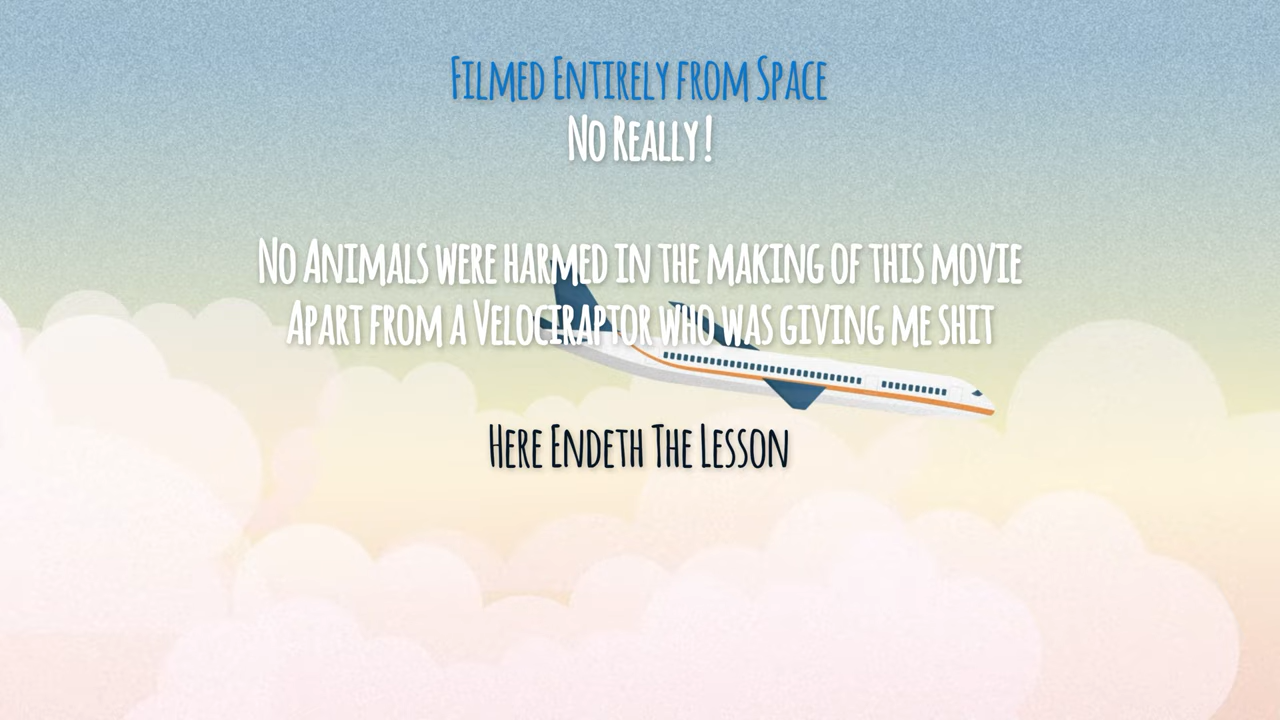 Filmed Entirely from Space
No Really !
No Animals were harmed in the making of this movie
Apart from a Velociraptor who was giving me shit
Here Endeth The Lesson